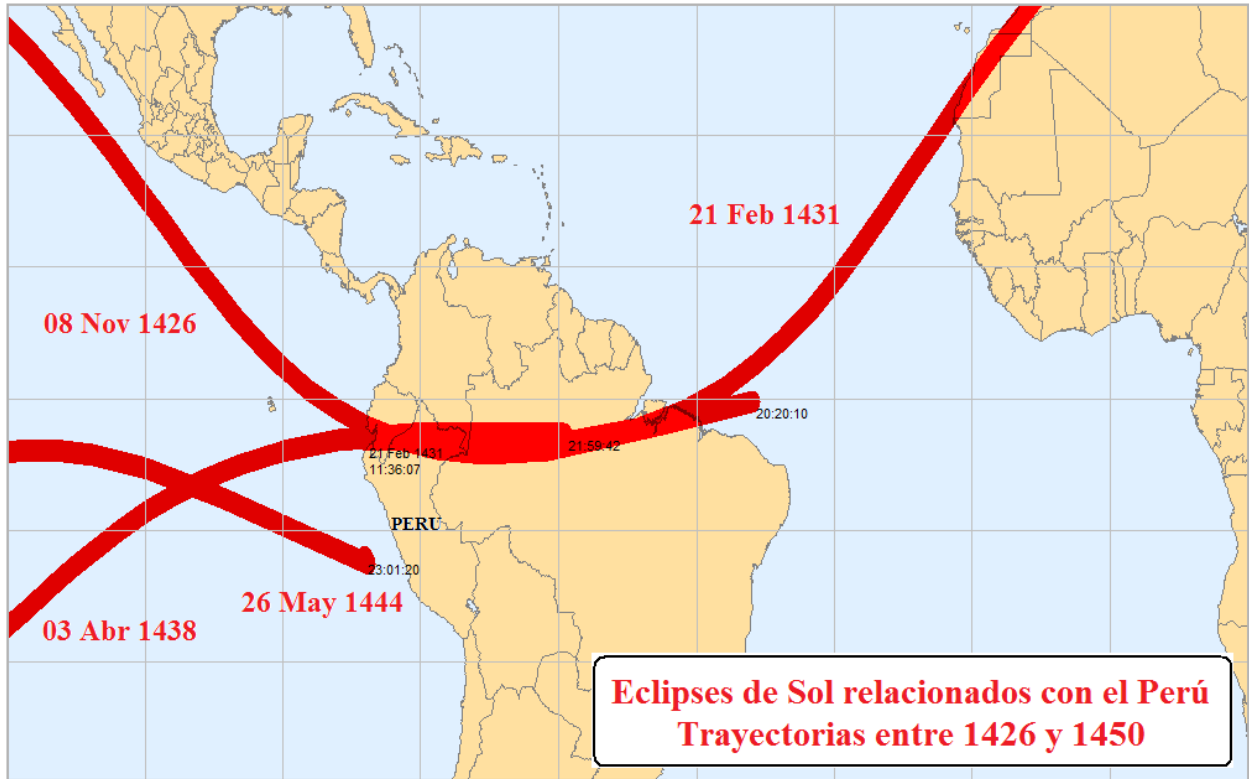 21 Feb 1431
08 Nov 1426
20:20:10
21:59:42
21 Feb 1431
11:36:07
PERU
23:01:20
26 May 1444
03 Abr 1438
Eclipses de Sol relacionados con el Perú
Trayectorias entre 1426 y 1450